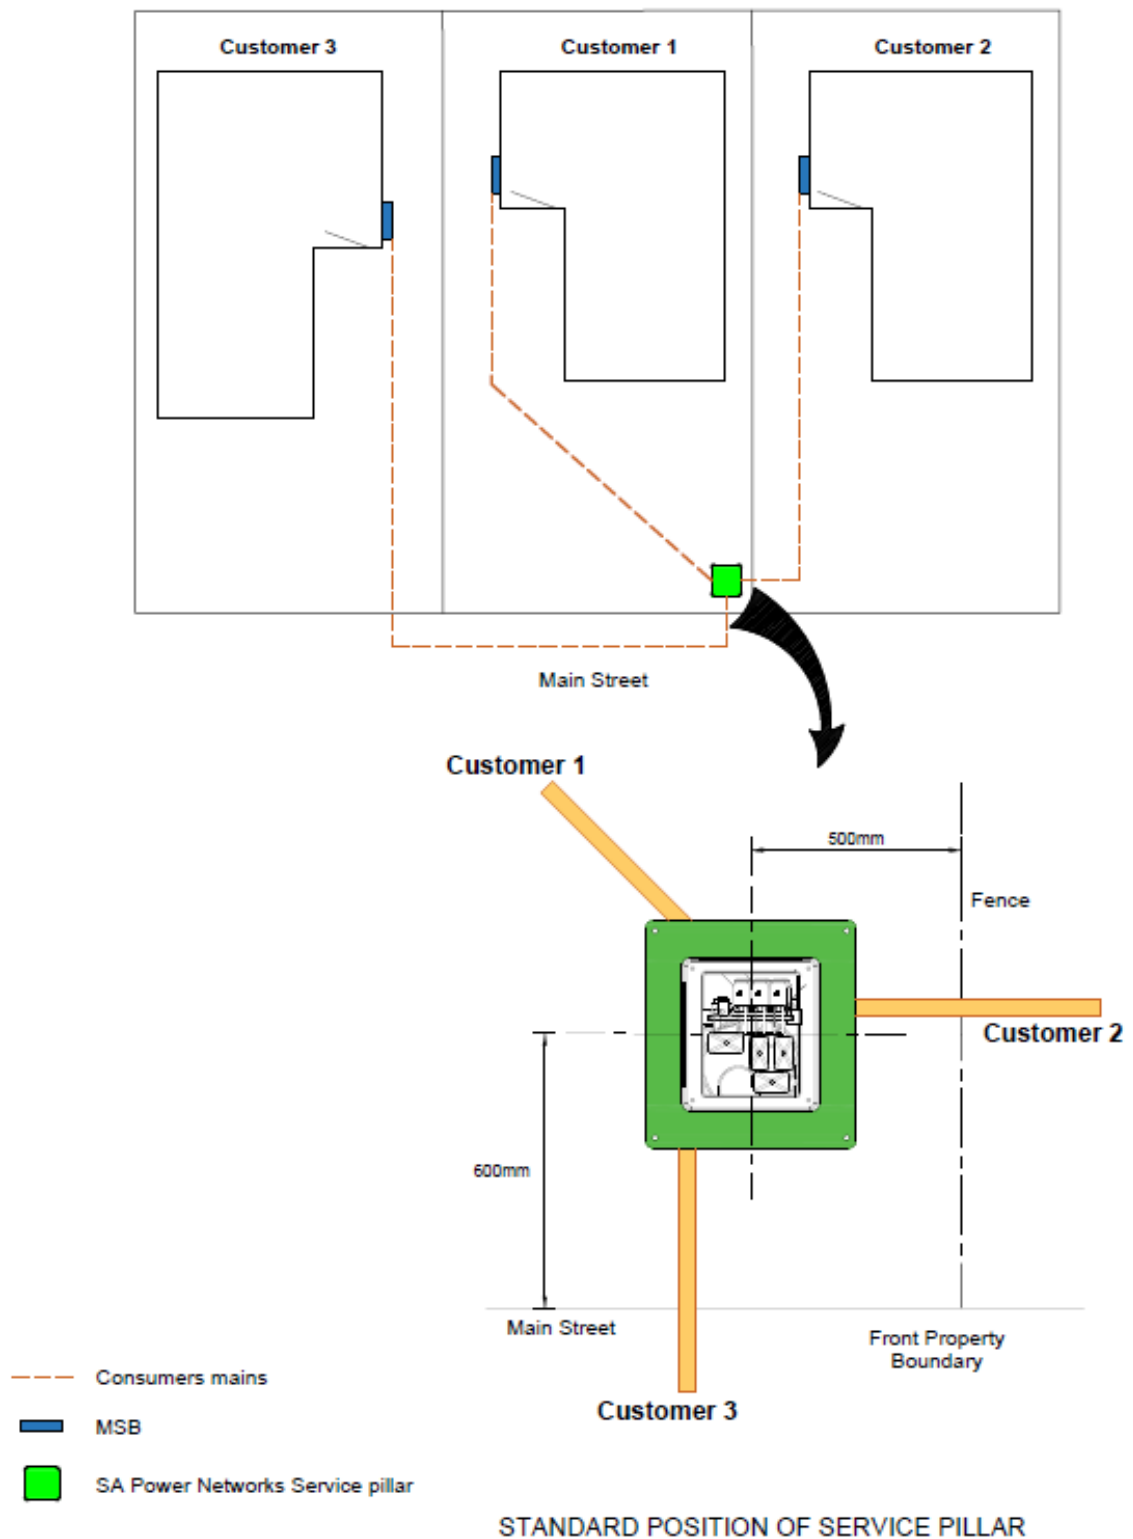 Customer 3
Customer 1
Customer 2
Main Street
Customer 1
500mm
Fence
Customer 2
600mm
Main Street
Front Property
Boundary
Customer 3
Consumers mains
MSB
SA Power Networks Service pillar
STANDARD POSITION OF SERVICE PILLAR